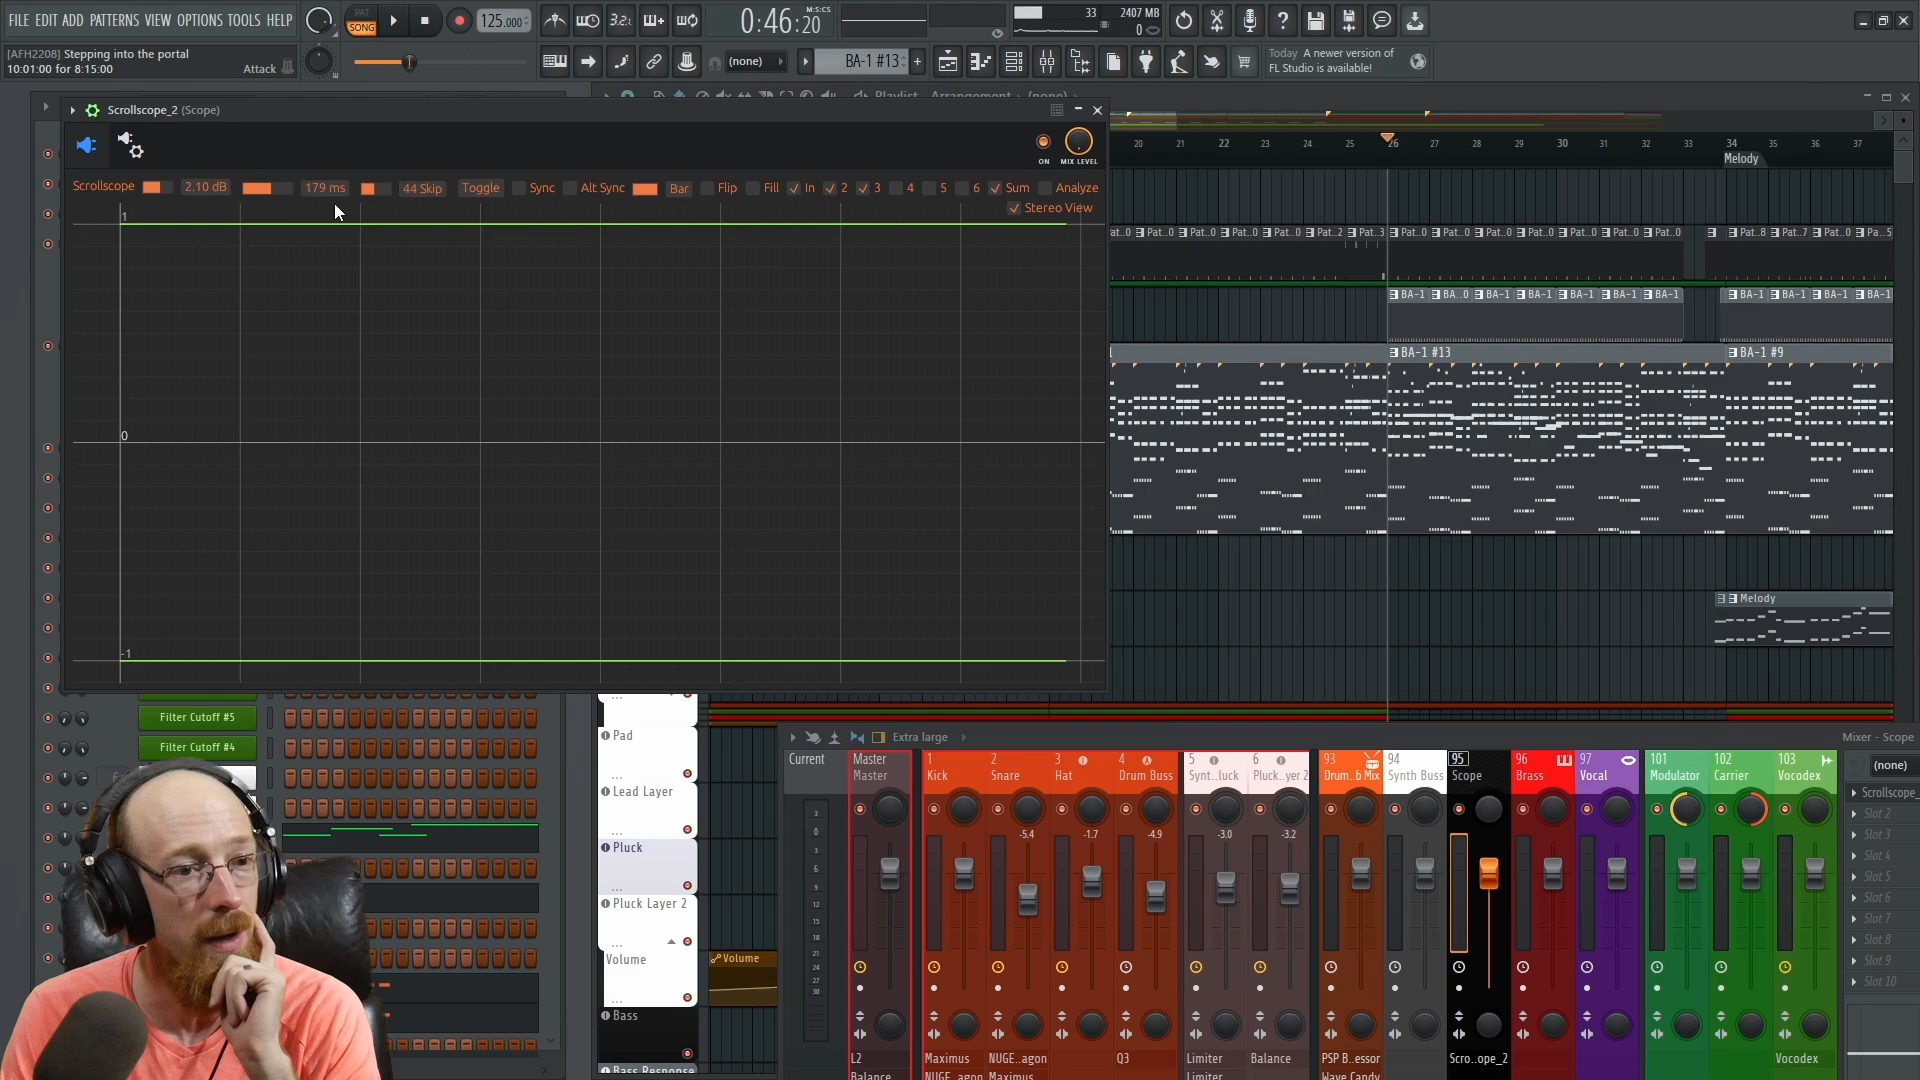 FILE EDIT ADD PATTERNS VIEW OPTIONS TOOLS HELP
PAT
SONG
125.000
3.2:
0:46:20
M:S:CS
33
2407 MB
0
[AFH2208] Stepping into the portal
10:01:00 for 8:15:00
Attack
(none)
BA-1 #13
Today A newer version of
FL Studio is available!
Scrollscope_2 (Scope)
Playlist Arrangement (none)
ON
MIX LEVEL
Scrollscope 2.10 dB 179 ms 44 Skip Toggle Sync Alt Sync Bar Flip Fill In 2 3 4 5 6 Sum Analyze
Stereo View
1
0
-1
20 21 22 23 24 25 26 27 28 29 30 31 32 33 34 35 36 37
Melody
Pat..0 Pat..0 Pat..0 Pat..0 Pat..2 Pat..3 Pat..0 Pat..0 Pat..0 Pat..0 Pat..0 Pat..0 Pat..0 Pat..8 Pat..7 Pat..0 Pa..5
BA-1 BA..0 BA-1 BA-1 BA-1 BA-1 BA-1 BA-1 BA-1 BA-1 BA-1
BA-1 #13
BA-1 #9
Melody
Filter Cutoff #5
Filter Cutoff #4
Pad
Lead Layer
Pluck
Pluck Layer 2
Volume
Volume
Bass
Bass Response
Extra large
Mixer - Scope
Current
Master
Master
1
Kick
2
Snare
3
Hat
4
Drum Buss
5
Synt..luck
6
Pluck..yer 2
93
Drum..b Mix
94
Synth Buss
95
Scope
96
Brass
97
Vocal
101
Modulator
102
Carrier
103
Vocodex
(none)
-5.4
-1.7
-4.9
-3.0
-3.2
3
0
3
6
9
12
15
18
21
24
27
30
Scrollscope_
Slot 2
Slot 3
Slot 4
Slot 5
Slot 6
Slot 7
Slot 8
Slot 9
Slot 10
L2
Maximus
NUGE..agon
Q3
Limiter
Balance
PSP B..essor
Scro..ope_2
Vocodex
Balance
NUGE..agon
Maximus
Limiter
Wave Candy